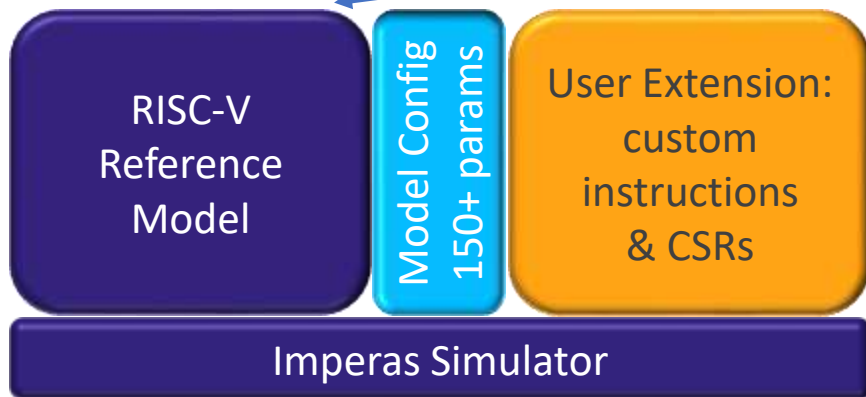 RISC-V
Reference
Model
Model Config
150+ params
User Extension:
custom
instructions
& CSRs
Imperas Simulator